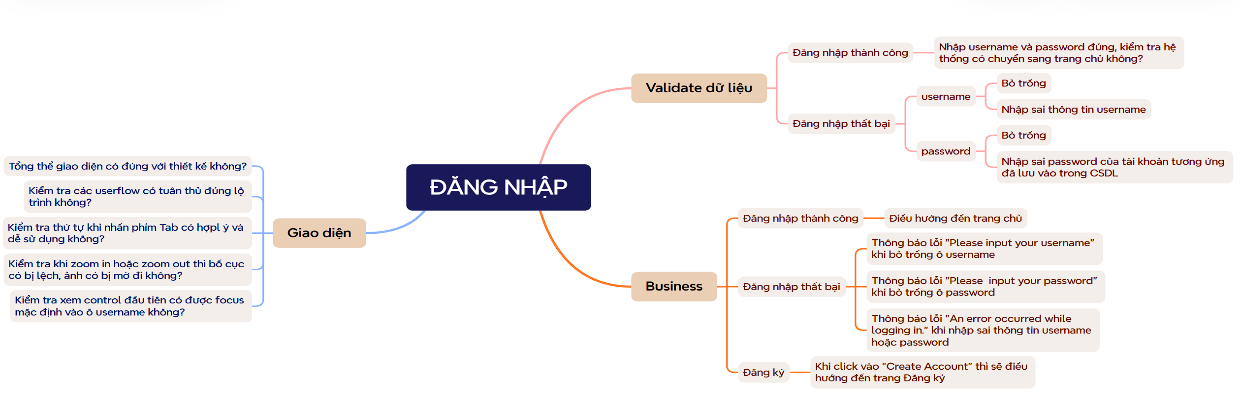 ĐĂNG NHẬP
Validate dữ liệu
Đăng nhập thành công
Nhập username và password đúng, kiểm tra hệ
thống có chuyển sang trang chủ không?
Đăng nhập thất bại
username
Bỏ trống
Nhập sai thông tin username
password
Bỏ trống
Nhập sai password của tài khoản tương ứng
đã lưu vào trong CSDL
Business
Đăng nhập thành công
Điều hướng đến trang chủ
Đăng nhập thất bại
Thông báo lỗi "Please input your username"
khi bỏ trống ô username
Thông báo lỗi "Please  input your password"
khi bỏ trống ô password
Thông báo lỗi "An error occurred while
logging in." khi nhập sai thông tin username
hoặc password
Đăng ký
Khi click vào "Create Account" thì sẽ điều
hướng đến trang Đăng ký
Giao diện
Tổng thể giao diện có đúng với thiết kế không?
Kiểm tra các userflow có tuân thủ đúng lộ
trình không?
Kiểm tra thứ tự khi nhấn phím Tab có hợpl ý và
dễ sử dụng không?
Kiểm tra khi zoom in hoặc zoom out thì bố cục
có bị lệch, ảnh có bị mờ đi không?
Kiểm tra xem control đầu tiên có được focus
mặc định vào ô username không?